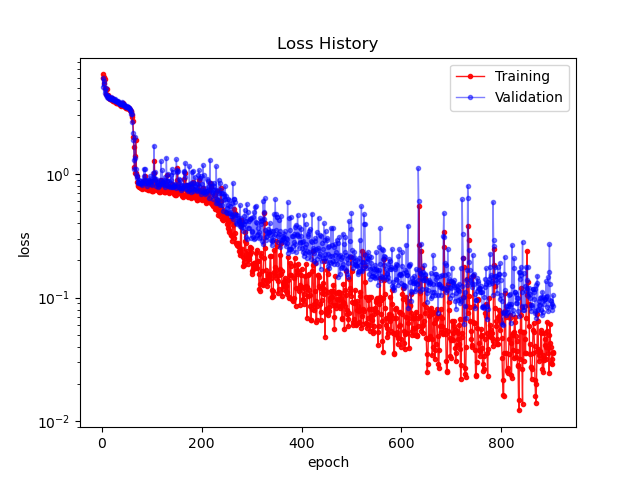 Loss History
Training
Validation
10⁰
10⁻¹
10⁻²
loss
0 200 400 600 800
epoch